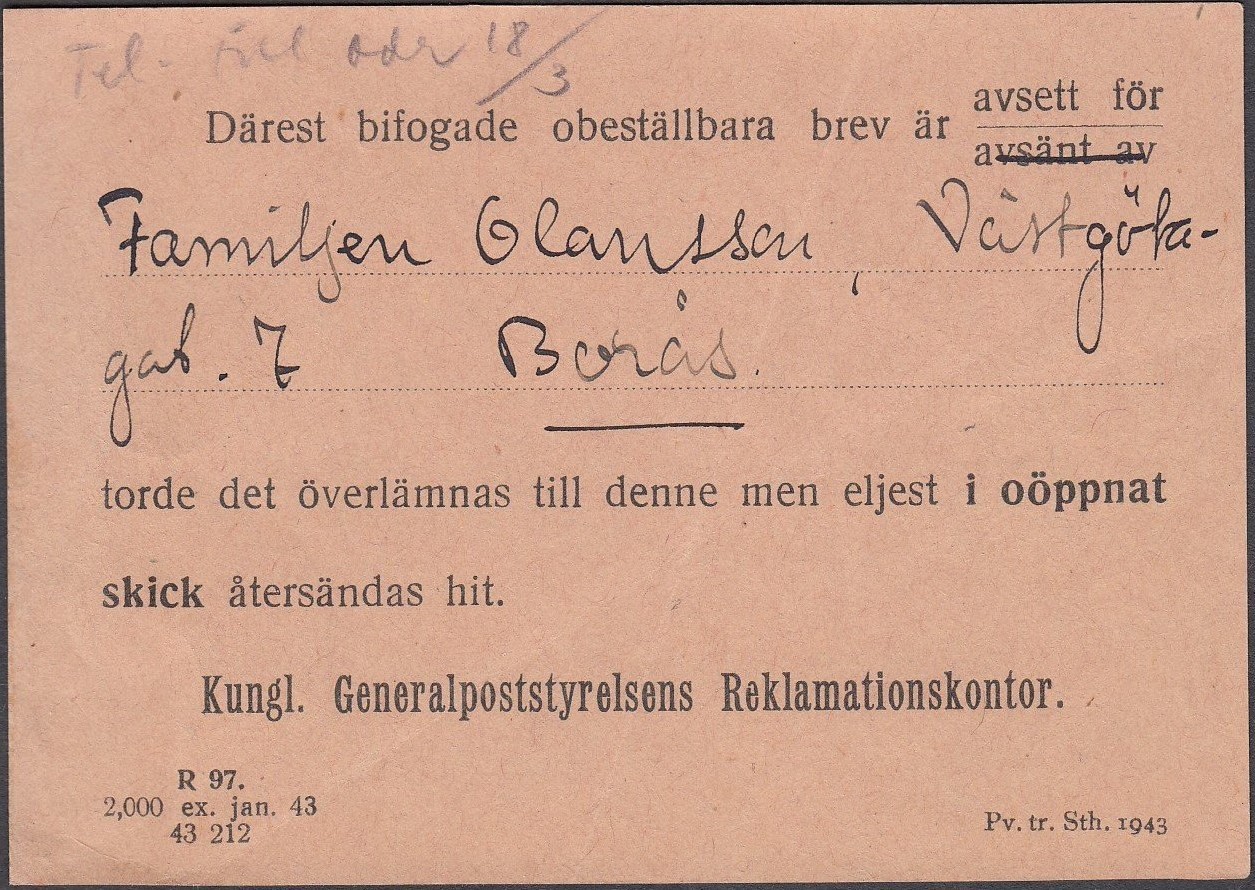 Tel. till adr 18/3
avsett för
Därest bifogade obeställbara brev är
avsänt av
Familjen Olausson, Västgöta-
gat. 7 Borås.
torde det överlämnas till denne men eljest i oöppnat
skick återsändas hit.
Kungl. Generalpoststyrelsens Reklamationskontor.
R 97.
2,000 ex. jan. 43
43 212
Pv. tr. Sth. 1943